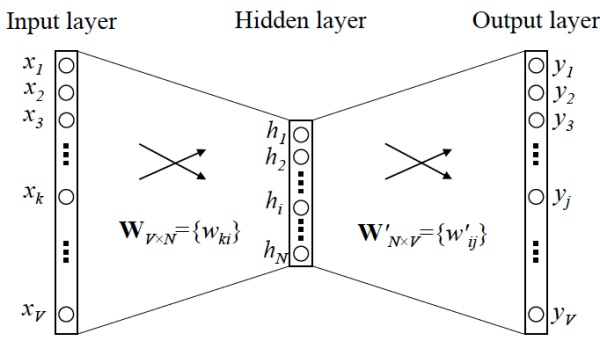 Input layer Hidden layer Output layer
x1 y1
x2 y2
x3 y3
h1
h2
xk hi yj
W V×N={wki} W′N×V={w′ij}
hN
xV yV